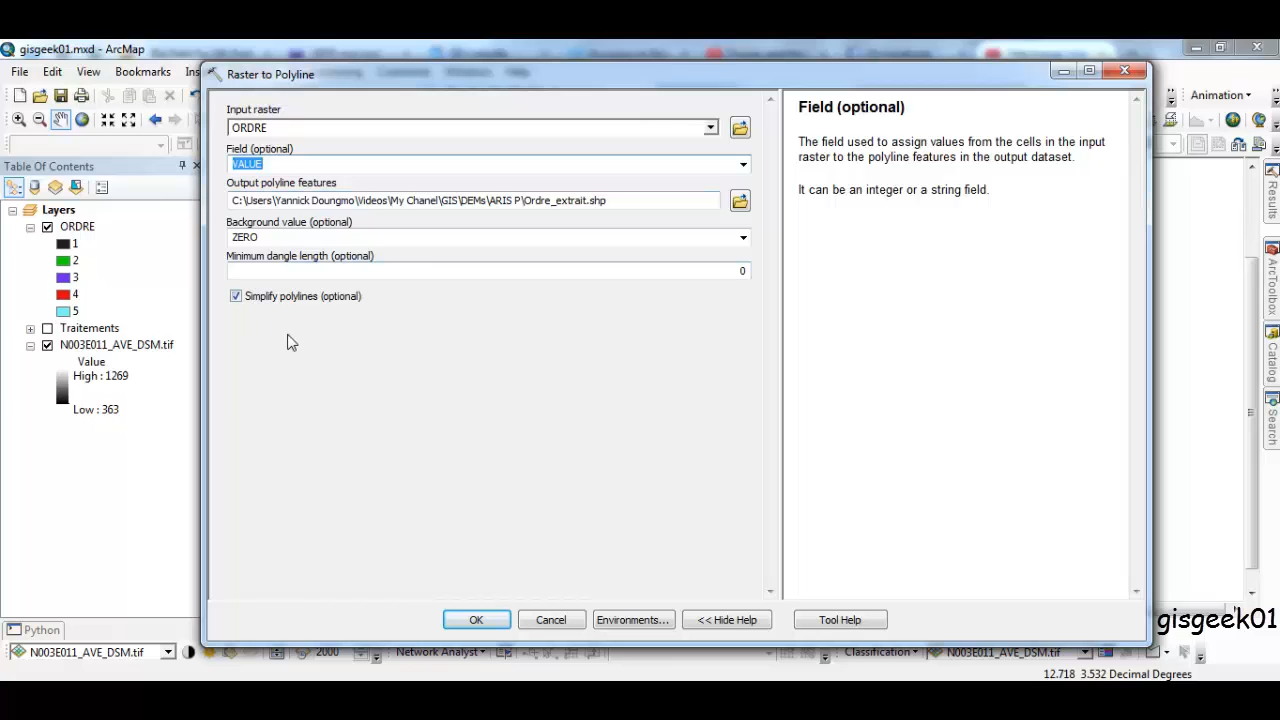 gisgeek01.mxd - ArcMap
File Edit View Bookmarks Ins
Raster to Polyline
Help
Animation
Table Of Contents
Layers
ORDRE
1
2
3
4
5
Traitements
N003E011_AVE_DSM.tif
Value
High : 1269
Low : 363
Input raster
ORDRE
Field (optional)
VALUE
Output polyline features
C:\Users\Yannick Doungmo\Videos\My Chanel\GIS\DEMs\ARIS P\Ordre_extrait.shp
Background value (optional)
ZERO
Minimum dangle length (optional)
0
Simplify polylines (optional)
Field (optional)
The field used to assign values from the cells in the input
raster to the polyline features in the output dataset.
It can be an integer or a string field.
OK Cancel Environments... << Hide Help Tool Help
Results
ArcToolbox
Catalog
Search
gisgeek01
Python
N003E011_AVE_DSM.tif 2000 Network Analyst Classification N003E011_AVE_DSM.tif
12.718 3.532 Decimal Degrees